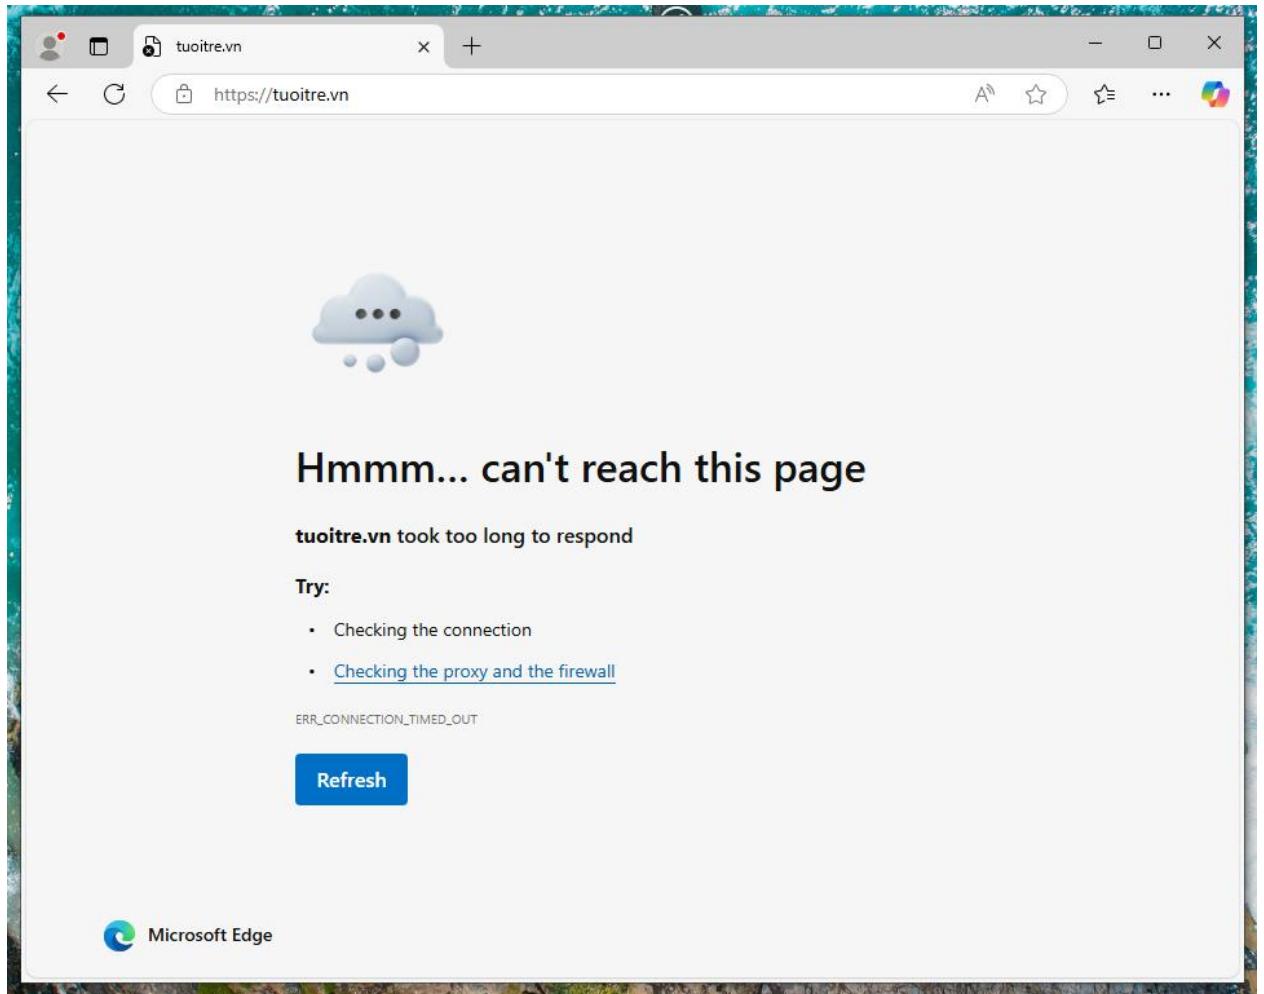 tuoitre.vn
https://tuoitre.vn
Hmmm... can't reach this page
tuoitre.vn took too long to respond
Try:
• Checking the connection
• Checking the proxy and the firewall
ERR_CONNECTION_TIMED_OUT
Refresh
Microsoft Edge